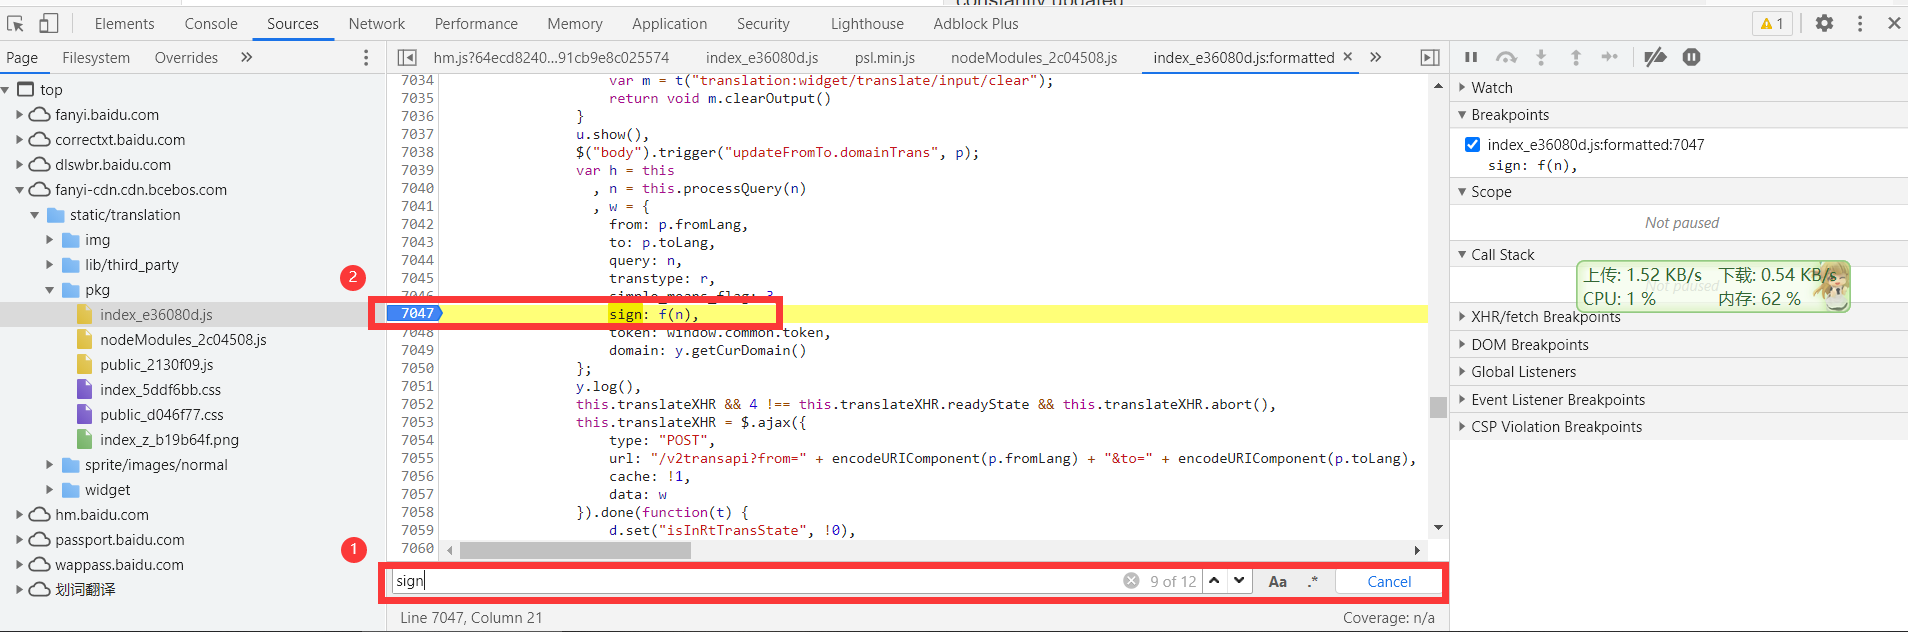 constantly updated
Elements Console Sources Network Performance Memory Application Security Lighthouse Adblock Plus 1
Page Filesystem Overrides »
hm.js?64ecd8240...91cb9e8c025574 index_e36080d.js psl.min.js nodeModules_2c04508.js index_e36080d.js:formatted × »
top
fanyi.baidu.com
correctxt.baidu.com
dlswbr.baidu.com
fanyi-cdn.cdn.bcebos.com
static/translation
img
lib/third_party
pkg
index_e36080d.js
nodeModules_2c04508.js
public_2130f09.js
index_5ddf6bb.css
public_d046f77.css
index_z_b19b64f.png
sprite/images/normal
widget
hm.baidu.com
passport.baidu.com
wappass.baidu.com
划词翻译
2
1
7034 var m = t("translation:widget/translate/input/clear");
7035 return void m.clearOutput()
7036 }
7037 u.show(),
7038 $("body").trigger("updateFromTo.domainTrans", p);
7039 var h = this
7040 , n = this.processQuery(n)
7041 , w = {
7042 from: p.fromLang,
7043 to: p.toLang,
7044 query: n,
7045 transtype: r,
7046 simple_means_flag: 3,
7047 sign: f(n),
7048 token: window.common.token,
7049 domain: y.getCurDomain()
7050 };
7051 y.log(),
7052 this.translateXHR && 4 !== this.translateXHR.readyState && this.translateXHR.abort(),
7053 this.translateXHR = $.ajax({
7054 type: "POST",
7055 url: "/v2transapi?from=" + encodeURIComponent(p.fromLang) + "&to=" + encodeURIComponent(p.toLang),
7056 cache: !1,
7057 data: w
7058 }).done(function(t) {
7059 d.set("isInRtTransState", !0),
7060
sign 9 of 12 Aa .* Cancel
Line 7047, Column 21 Coverage: n/a
Watch
Breakpoints
index_e36080d.js:formatted:7047
sign: f(n),
Scope
Not paused
Call Stack
Not paused
上传: 1.52 KB/s 下载: 0.54 KB/s
CPU: 1 % 内存: 62 %
XHR/fetch Breakpoints
DOM Breakpoints
Global Listeners
Event Listener Breakpoints
CSP Violation Breakpoints